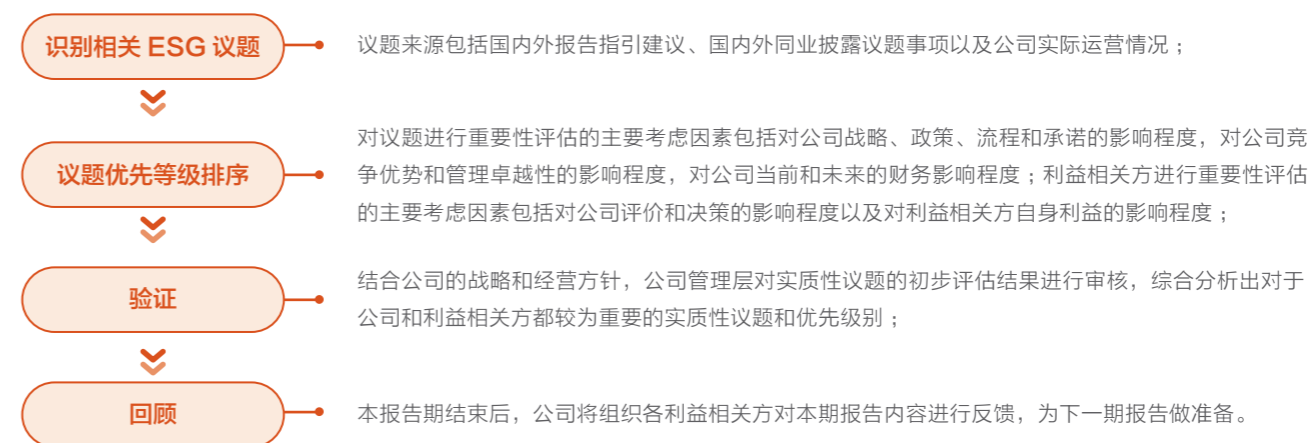 识别相关 ESG 议题
议题来源包括国内外报告指引建议、国内外同业披露议题事项以及公司实际运营情况；
议题优先等级排序
对议题进行重要性评估的主要考虑因素包括对公司战略、政策、流程和承诺的影响程度，对公司竞
争优势和管理卓越性的影响程度，对公司当前和未来的财务影响程度；利益相关方进行重要性评估
的主要考虑因素包括对公司评价和决策的影响程度以及对利益相关方自身利益的影响程度；
验证
结合公司的战略和经营方针，公司管理层对实质性议题的初步评估结果进行审核，综合分析出对于
公司和利益相关方都较为重要的实质性议题和优先级别；
回顾
本报告期结束后，公司将组织各利益相关方对本期报告内容进行反馈，为下一期报告做准备。